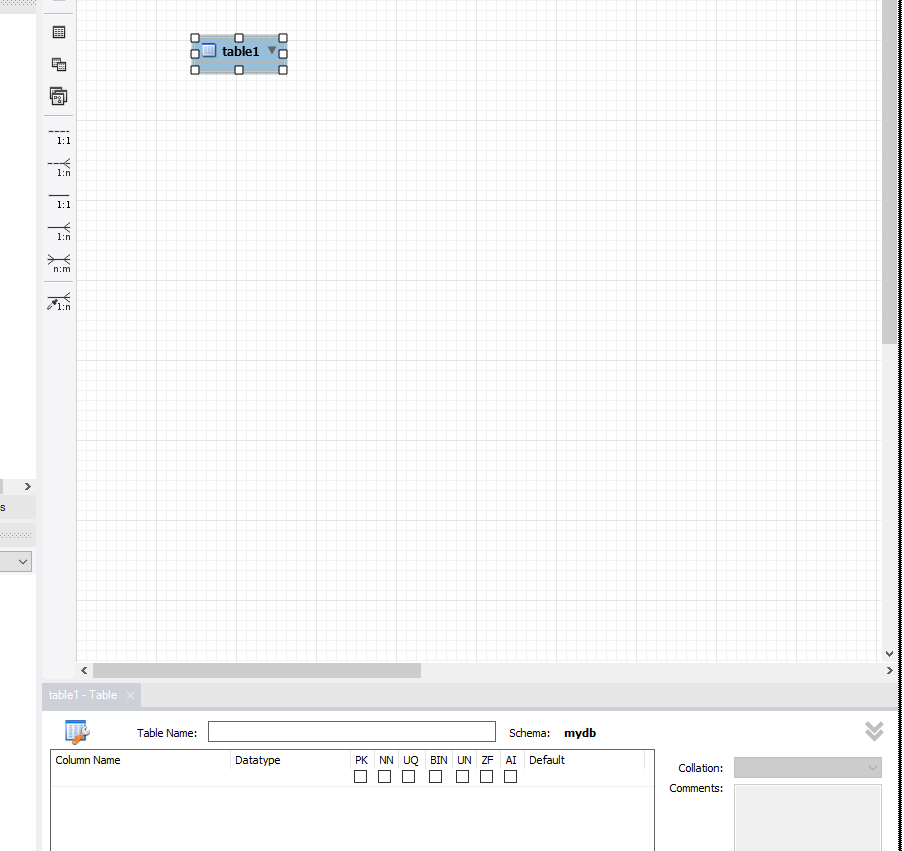 table1
1:1
1:n
1:1
1:n
n:m
1:n
s
table1 - Table
Table Name:
Schema: mydb
Column Name Datatype PK NN UQ BIN UN ZF AI Default
Collation:
Comments: